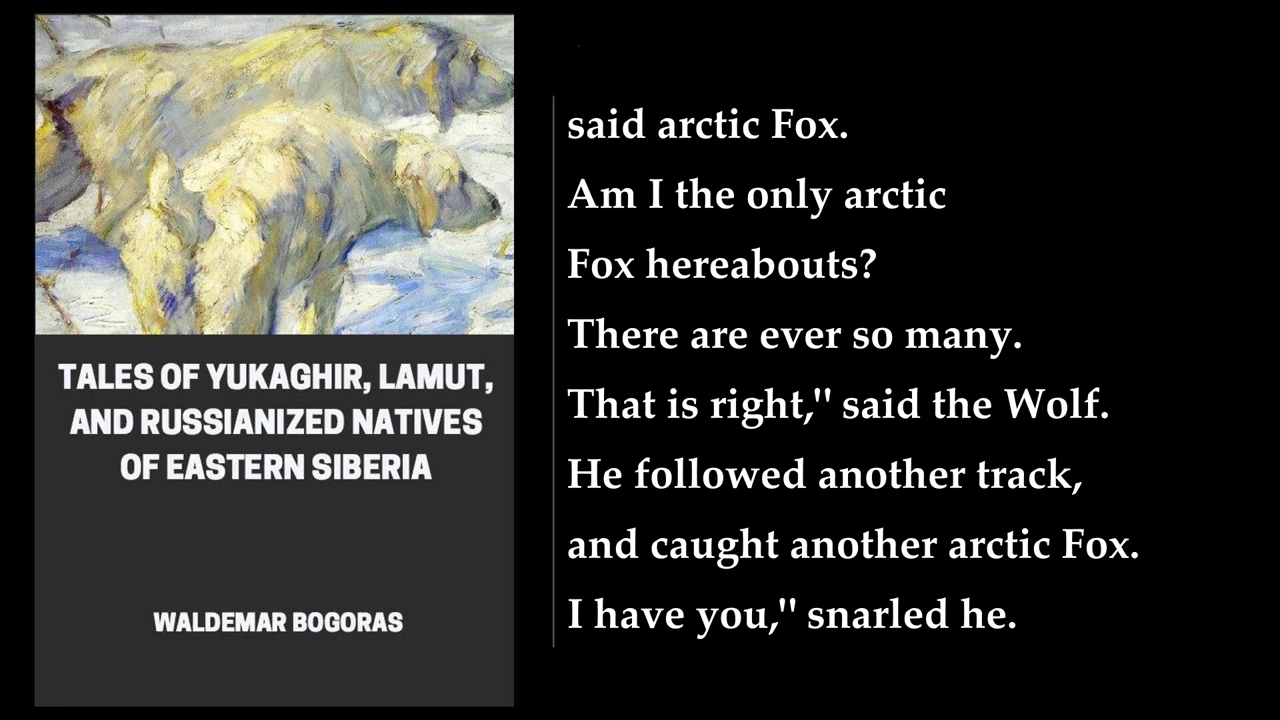 TALES OF YUKAGHIR, LAMUT,
AND RUSSIANIZED NATIVES
OF EASTERN SIBERIA
WALDEMAR BOGORAS
said arctic Fox.
Am I the only arctic
Fox hereabouts?
There are ever so many.
That is right," said the Wolf.
He followed another track,
and caught another arctic Fox.
I have you," snarled he.